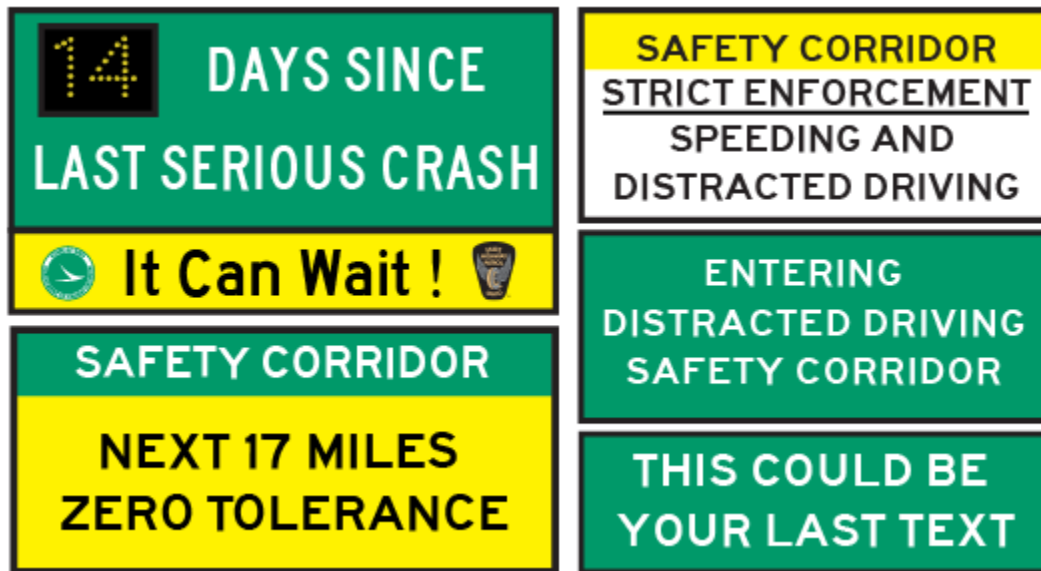 14 DAYS SINCE
LAST SERIOUS CRASH
It Can Wait !
SAFETY CORRIDOR
NEXT 17 MILES
ZERO TOLERANCE
SAFETY CORRIDOR
STRICT ENFORCEMENT
SPEEDING AND
DISTRACTED DRIVING
ENTERING
DISTRACTED DRIVING
SAFETY CORRIDOR
THIS COULD BE
YOUR LAST TEXT